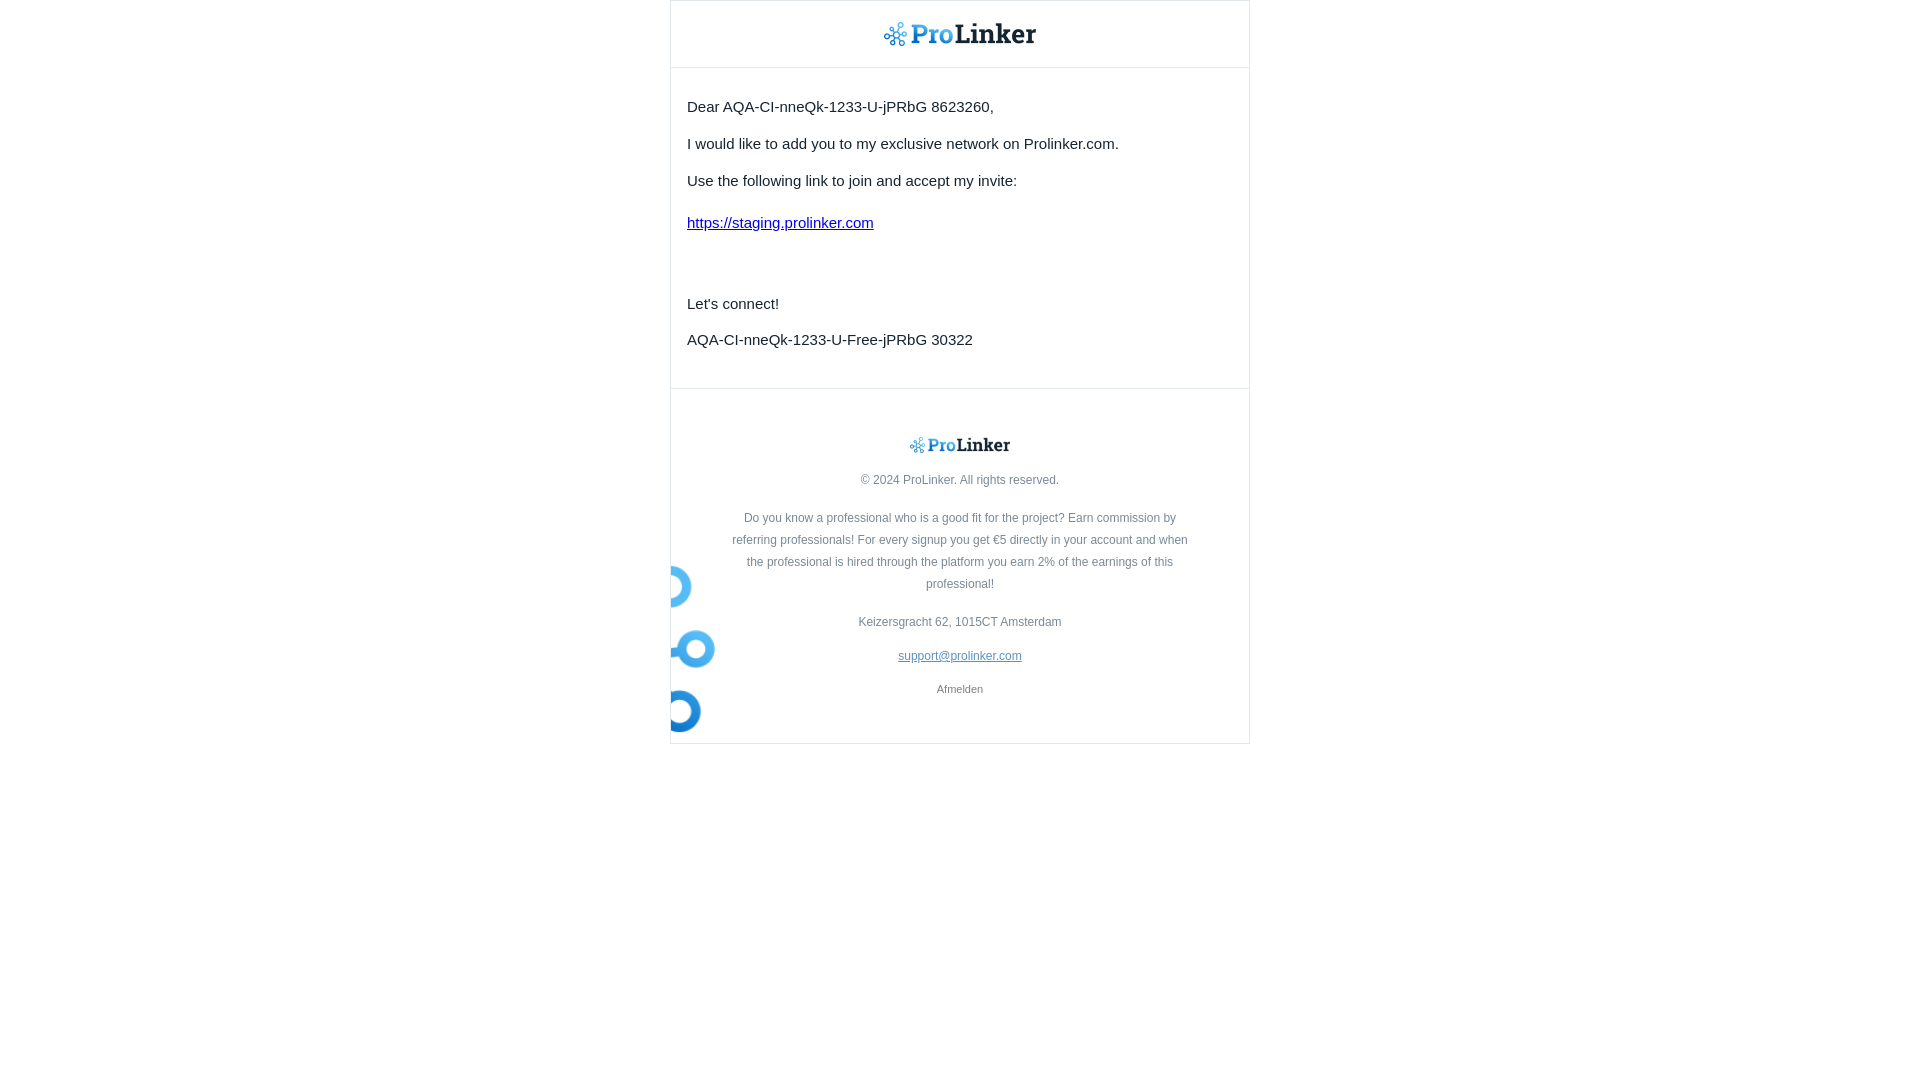 ProLinker
Dear AQA-CI-nneQk-1233-U-jPRbG 8623260,
I would like to add you to my exclusive network on Prolinker.com.
Use the following link to join and accept my invite:
https://staging.prolinker.com
Let's connect!
AQA-CI-nneQk-1233-U-Free-jPRbG 30322
ProLinker
© 2024 ProLinker. All rights reserved.
Do you know a professional who is a good fit for the project? Earn commission by
referring professionals! For every signup you get €5 directly in your account and when
the professional is hired through the platform you earn 2% of the earnings of this
professional!
Keizersgracht 62, 1015CT Amsterdam
support@prolinker.com
Afmelden